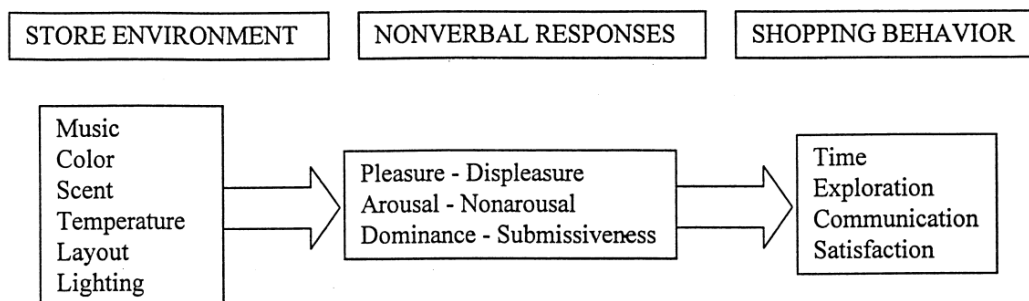 STORE ENVIRONMENT
NONVERBAL RESPONSES
SHOPPING BEHAVIOR
Music
Color
Scent
Temperature
Layout
Lighting
Pleasure - Displeasure
Arousal - Nonarousal
Dominance - Submissiveness
Time
Exploration
Communication
Satisfaction